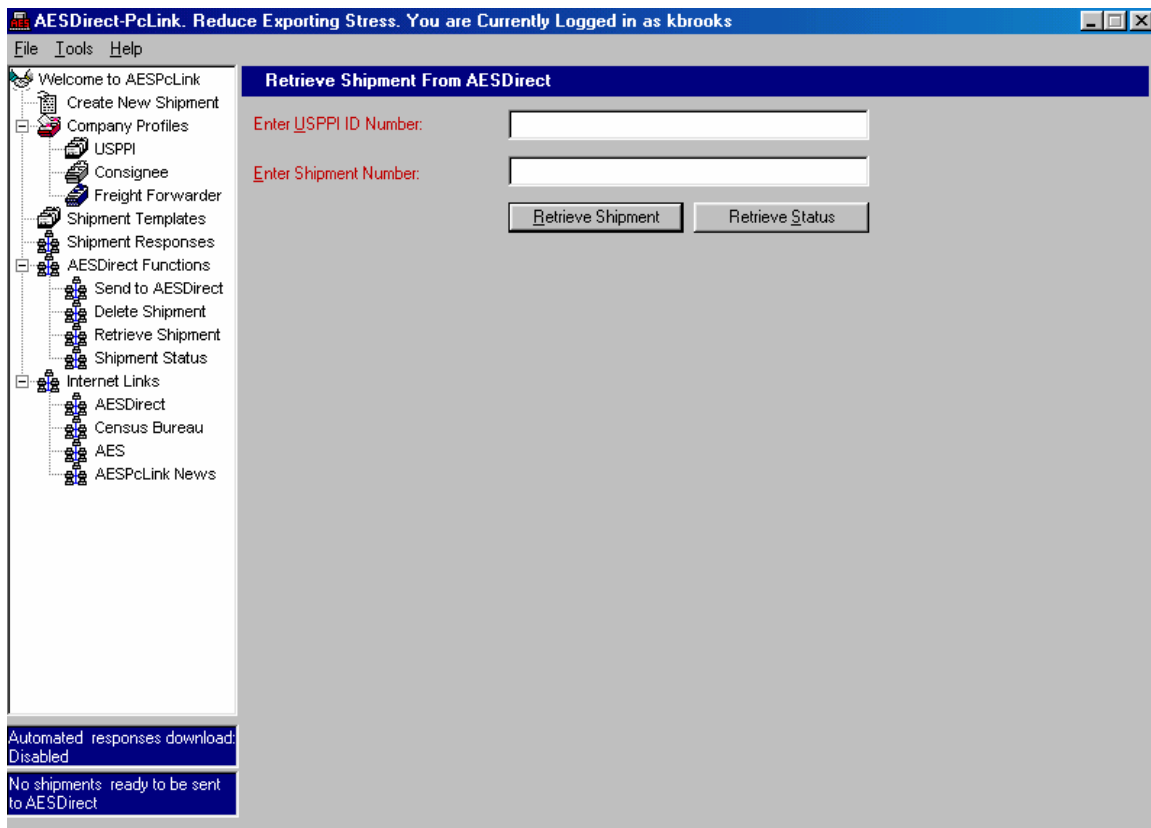 AESDirect-PcLink. Reduce Exporting Stress. You are Currently Logged in as kbrooks
File Tools Help
Welcome to AESPcLink
Create New Shipment
Company Profiles
USPPI
Consignee
Freight Forwarder
Shipment Templates
Shipment Responses
AESDirect Functions
Send to AESDirect
Delete Shipment
Retrieve Shipment
Shipment Status
Internet Links
AESDirect
Census Bureau
AES
AESPcLink News
Automated responses download:
Disabled
No shipments ready to be sent
to AESDirect
Retrieve Shipment From AESDirect
Enter USPPI ID Number:
Enter Shipment Number:
Retrieve Shipment
Retrieve Status